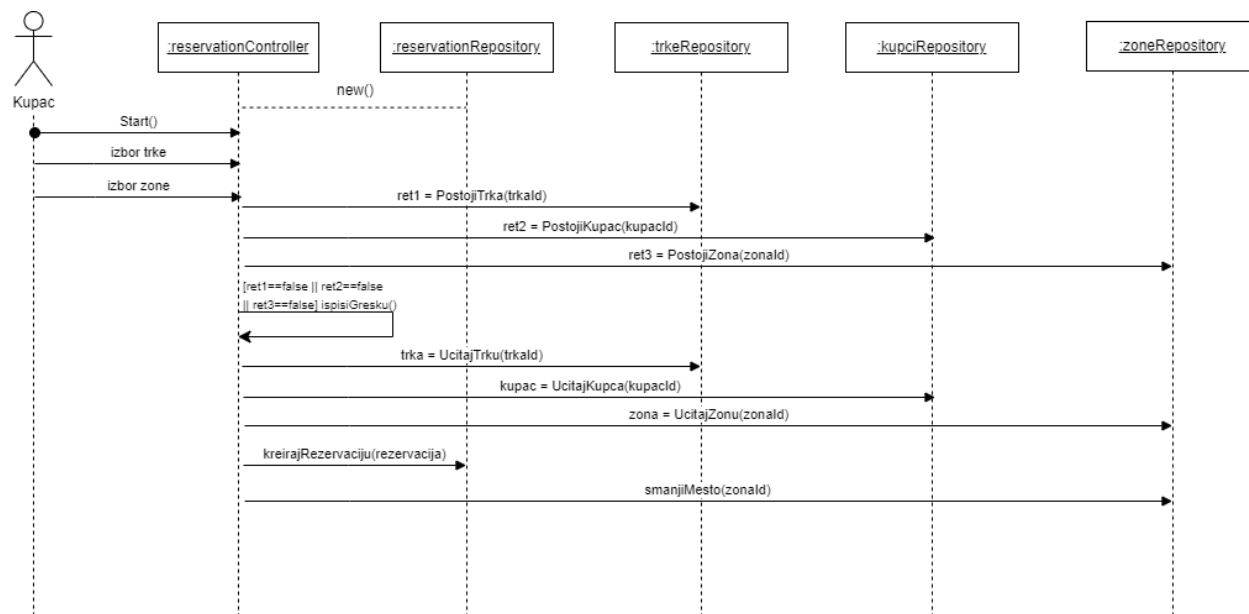 :reservationController
:reservationRepository
:trkeRepository
:kupciRepository
:zoneRepository
Kupac
new()
Start()
izbor trke
izbor zone
ret1 = PostojiTrka(trkaId)
ret2 = PostojiKupac(kupacId)
ret3 = PostojiZona(zonaId)
[ret1==false || ret2==false
|| ret3==false] ispisiGresku()
trka = UcitajTrku(trkaId)
kupac = UcitajKupca(kupacId)
zona = UcitajZonu(zonaId)
kreirajRezervaciju(rezervacija)
smanjiMesto(zonaId)